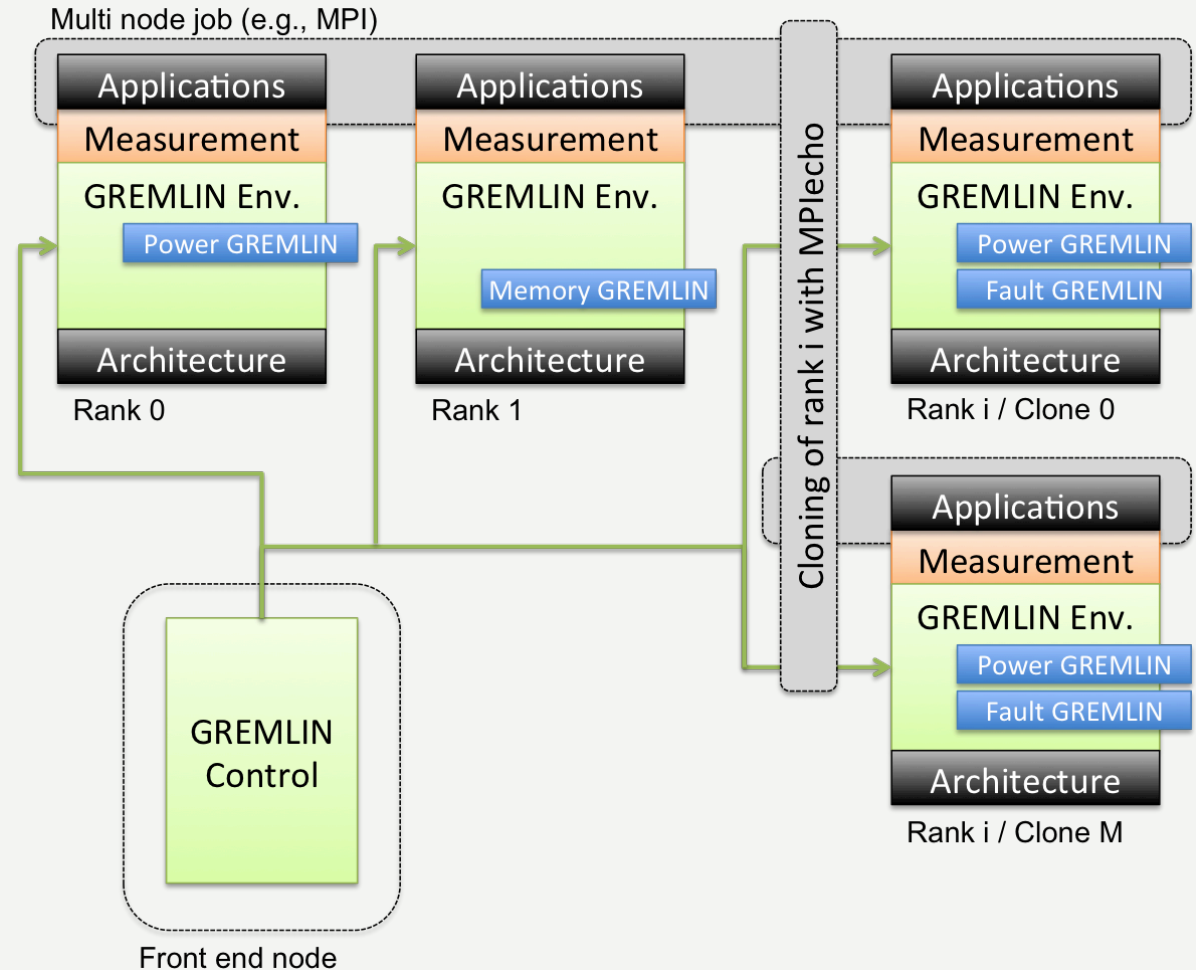 Multi node job (e.g., MPI)
Applications
Measurement
GREMLIN Env.
Power GREMLIN
Architecture
Rank 0
Applications
Measurement
GREMLIN Env.
Memory GREMLIN
Architecture
Rank 1
Cloning of rank i with MPIecho
Applications
Measurement
GREMLIN Env.
Power GREMLIN
Fault GREMLIN
Architecture
Rank i / Clone 0
Applications
Measurement
GREMLIN Env.
Power GREMLIN
Fault GREMLIN
Architecture
Rank i / Clone M
GREMLIN
Control
Front end node